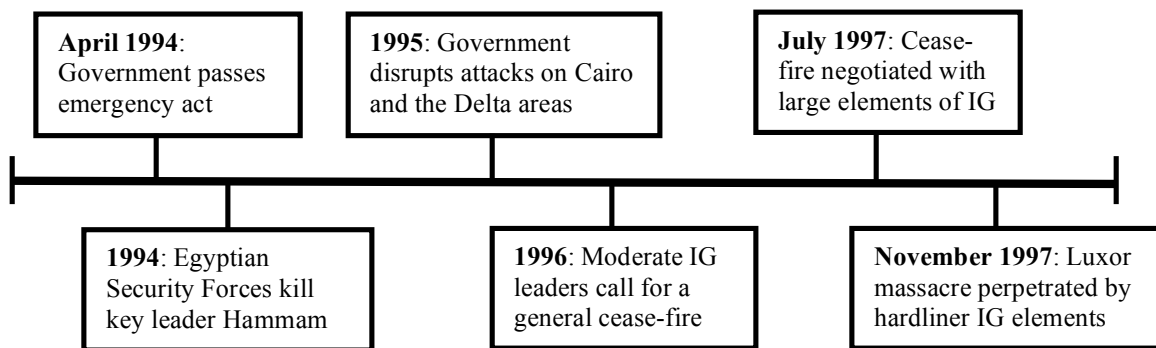 April 1994:
Government passes
emergency act
1995: Government
disrupts attacks on Cairo
and the Delta areas
July 1997: Cease-
fire negotiated with
large elements of IG
1994: Egyptian
Security Forces kill
key leader Hammam
1996: Moderate IG
leaders call for a
general cease-fire
November 1997: Luxor
massacre perpetrated by
hardliner IG elements